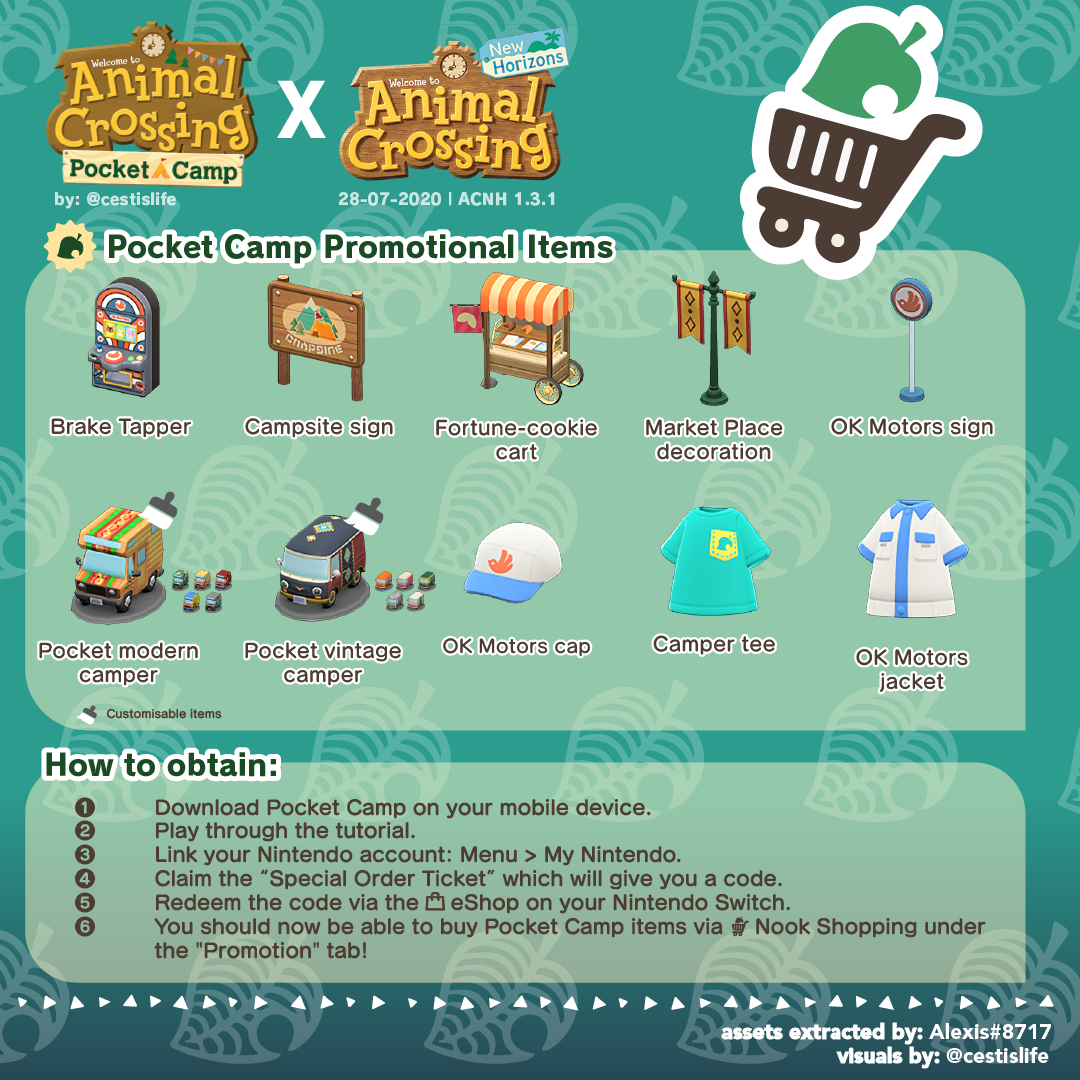 Welcome to
Animal
Crossing
Pocket Camp
X
Welcome to
New
Horizons
Animal
Crossing
by: @cestislife
28-07-2020 | ACNH 1.3.1
Pocket Camp Promotional Items
CAMPSITE
Brake Tapper
Campsite sign
Fortune-cookie
cart
Market Place
decoration
OK Motors sign
Pocket modern
camper
Pocket vintage
camper
OK Motors cap
Camper tee
OK Motors
jacket
Customisable items
How to obtain:
1 Download Pocket Camp on your mobile device.
2 Play through the tutorial.
3 Link your Nintendo account: Menu > My Nintendo.
4 Claim the “Special Order Ticket” which will give you a code.
5 Redeem the code via the eShop on your Nintendo Switch.
6 You should now be able to buy Pocket Camp items via Nook Shopping under
the "Promotion" tab!
assets extracted by: Alexis#8717
visuals by: @cestislife